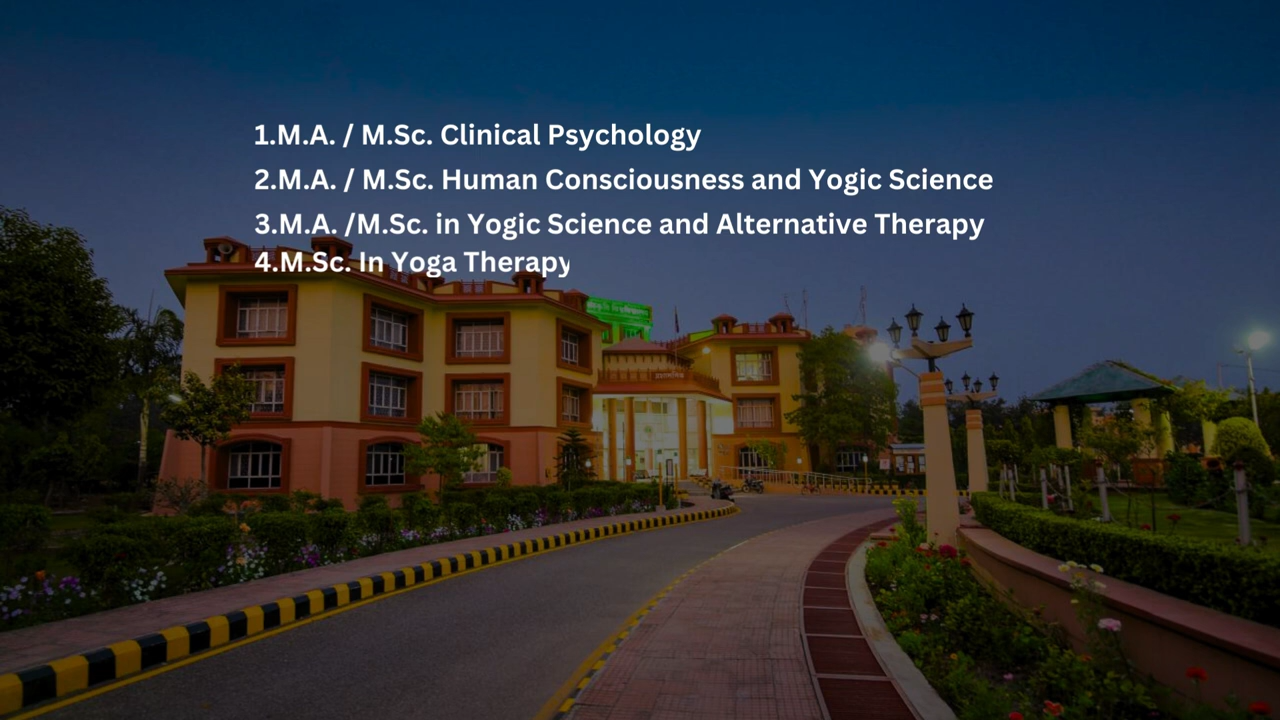 1.M.A. / M.Sc. Clinical Psychology
2.M.A. / M.Sc. Human Consciousness and Yogic Science
3.M.A. /M.Sc. in Yogic Science and Alternative Therapy
4.M.Sc. In Yoga Therapy